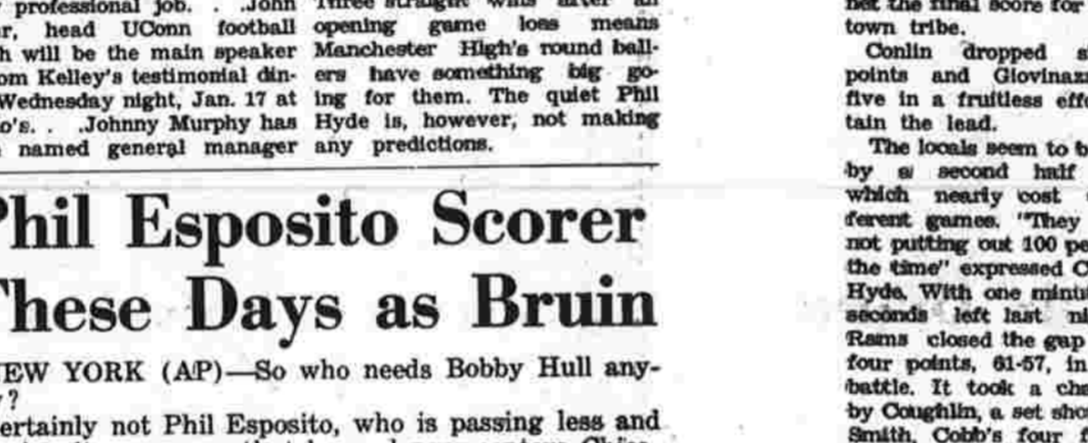 professional job. . .John
r, head UConn football
h will be the main speaker
om Kelley's testimonial din-
Wednesday night, Jan. 17 at
o's. . .Johnny Murphy has
named general manager
Three straight wins after an
opening game loss means
Manchester High's round ball-
ers have something big go-
ing for them. The quiet Phil
Hyde is, however, not making
any predictions.
Phil Esposito Scorer
These Days as Bruin
EW YORK (AP)—So who needs Bobby Hull any-
?
ertainly not Phil Esposito, who is passing less and
the final score for
town tribe.
Conlin dropped s
points and Giovinaz
five in a fruitless eff
tain the lead.
The locals seem to b
by a second half
which nearly cost
ferent games. "They
not putting out 100 pe
the time" expressed C
Hyde. With one minu
seconds left last ni
Rams closed the gap
four points, 61-57, in
battle. It took a cha
by Coughlin, a set sho
Smith, Cobb's four